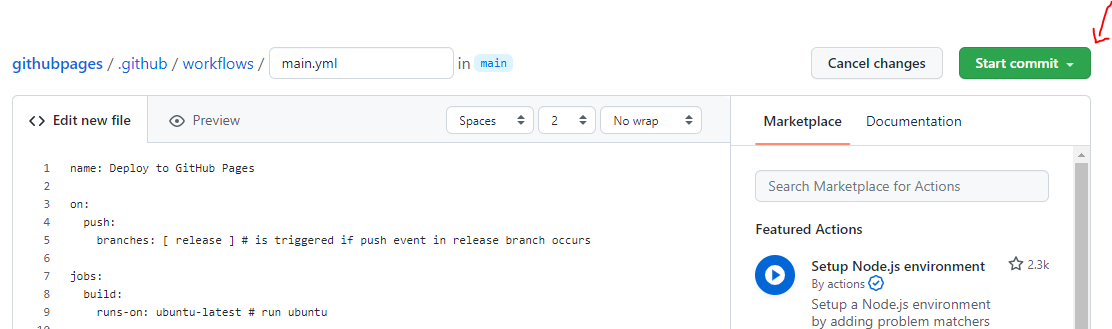 githubpages / .github / workflows / main.yml in main
Cancel changes
Start commit
Edit new file
Preview
Spaces
2
No wrap
1 name: Deploy to GitHub Pages
2
3 on:
4   push:
5     branches: [ release ] # is triggered if push event in release branch occurs
6
7 jobs:
8   build:
9     runs-on: ubuntu-latest # run ubuntu
Marketplace
Documentation
Search Marketplace for Actions
Featured Actions
Setup Node.js environment
2.3k
By actions
Setup a Node.js environment
by adding problem matchers